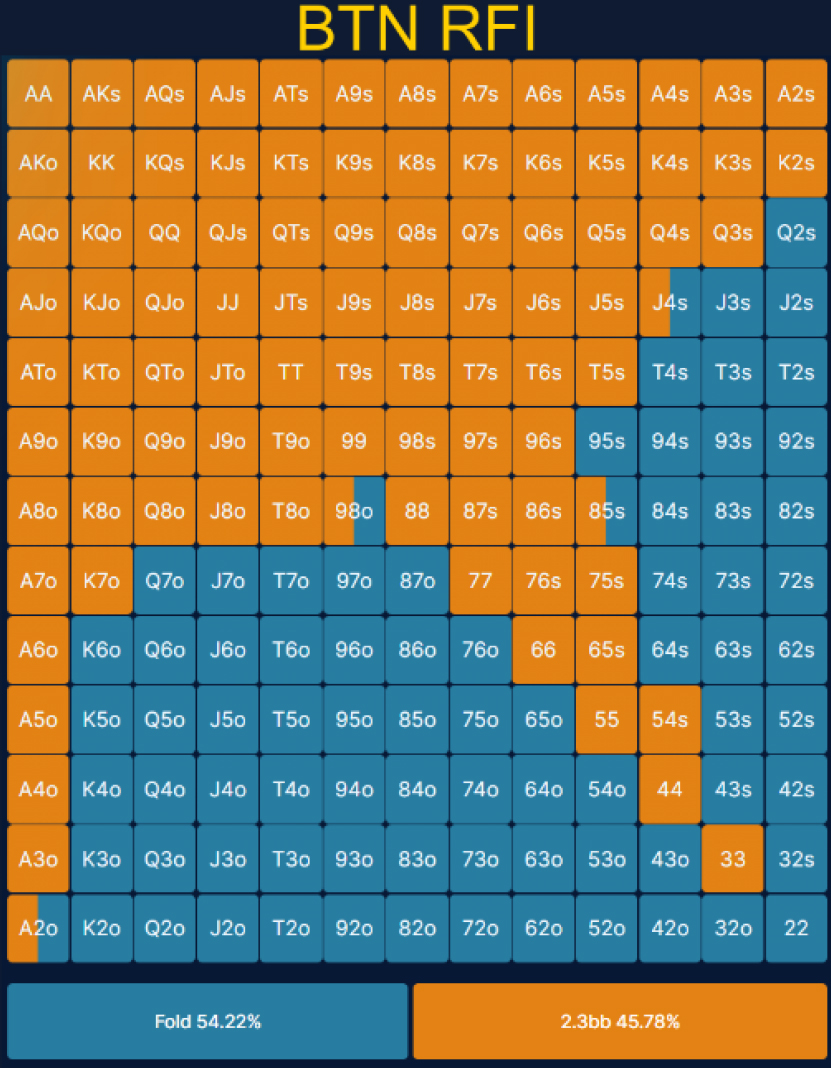 BTN RFI
AA AKs AQs AJs ATs A9s A8s A7s A6s A5s A4s A3s A2s
AKo KK KQs KJs KTs K9s K8s K7s K6s K5s K4s K3s K2s
AQo KQo QQ QJs QTs Q9s Q8s Q7s Q6s Q5s Q4s Q3s Q2s
AJo KJo QJo JJ JTs J9s J8s J7s J6s J5s J4s J3s J2s
ATo KTo QTo JTo TT T9s T8s T7s T6s T5s T4s T3s T2s
A9o K9o Q9o J9o T9o 99 98s 97s 96s 95s 94s 93s 92s
A8o K8o Q8o J8o T8o 98o 88 87s 86s 85s 84s 83s 82s
A7o K7o Q7o J7o T7o 97o 87o 77 76s 75s 74s 73s 72s
A6o K6o Q6o J6o T6o 96o 86o 76o 66 65s 64s 63s 62s
A5o K5o Q5o J5o T5o 95o 85o 75o 65o 55 54s 53s 52s
A4o K4o Q4o J4o T4o 94o 84o 74o 64o 54o 44 43s 42s
A3o K3o Q3o J3o T3o 93o 83o 73o 63o 53o 43o 33 32s
A2o K2o Q2o J2o T2o 92o 82o 72o 62o 52o 42o 32o 22
Fold 54.22% 2.3bb 45.78%